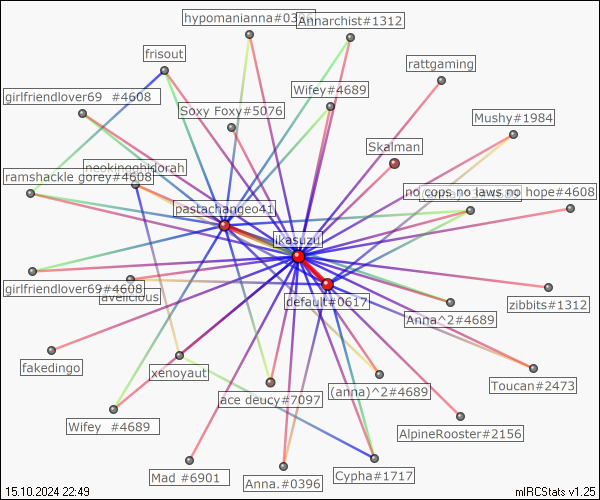 hypomanianna#0
Annarchist#1312
frisout
rattgaming
girlfriendlover69 #4608
Wifey#4689
Soxy Foxy#5076
Mushy#1984
Skalman
neokingghidorah
ramshackle gorey#4608
no cops no laws no hope#4608
pastachangeo41
ikasuzu
girlfriendlover69#4608
avelicious
default#0617
zibbits#1312
Anna^2#4689
fakedingo
xenoyaut
Toucan#2473
ace deucy#7097
(anna)^2#4689
Wifey #4689
AlpineRooster#2156
Mad #6901
Anna.#0396
Cypha#1717
15.10.2024 22:49
mIRCStats v1.25